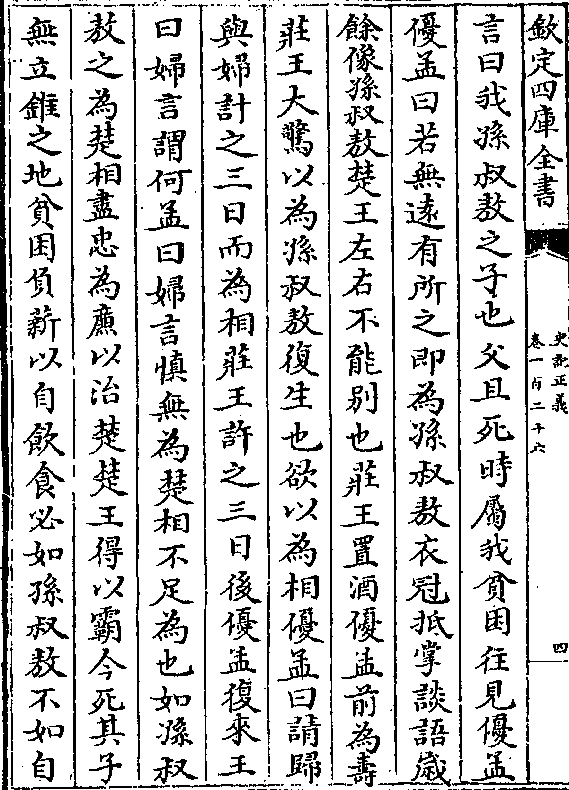 欽定四庫全書
史記正義
卷一百二十六
四
言曰我孫叔敖之子也父且死時屬我貧困往見優孟
優孟曰若無遠有所之即為孫叔敖衣冠抵掌談語歲
餘像孫叔敖楚王左右不能別也莊王置酒優孟前為壽
莊王大驚以為孫叔敖復生也欲以為相優孟曰請歸
與婦計之三日而為相莊王許之三日後優孟復來王
曰婦言謂何孟曰婦言慎無為楚相不足為也如孫叔
敖之為楚相盡忠為廉以治楚楚王得以霸今死其子
無立錐之地貧困負薪以自飲食必如孫叔敖不如自